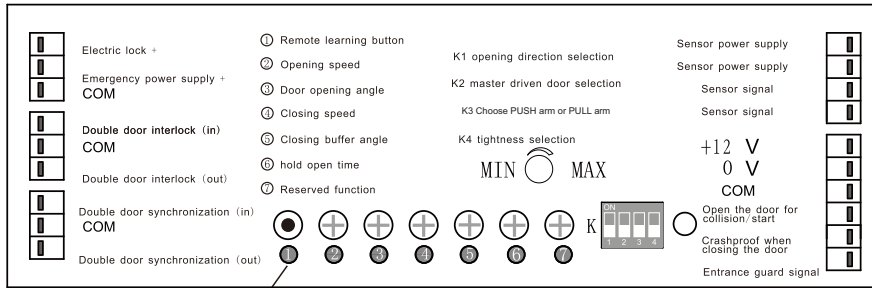 Electric lock +
Emergency power supply +
COM
Double door interlock (in)
COM
Double door interlock (out)
Double door synchronization (in)
COM
Double door synchronization (out)
① Remote learning button
② Opening speed
③ Door opening angle
④ Closing speed
⑤ Closing buffer angle
⑥ hold open time
⑦ Reserved function
K1 opening direction selection
K2 master driven door selection
K3 Choose PUSH arm or PULL arm
K4 tightness selection
MIN MAX
K
ON
1 2 3 4
1 2 3 4 5 6 7
Sensor power supply
Sensor power supply
Sensor signal
Sensor signal
+12 V
0 V
COM
Open the door for
collision/start
Crashproof when
closing the door
Entrance guard signal